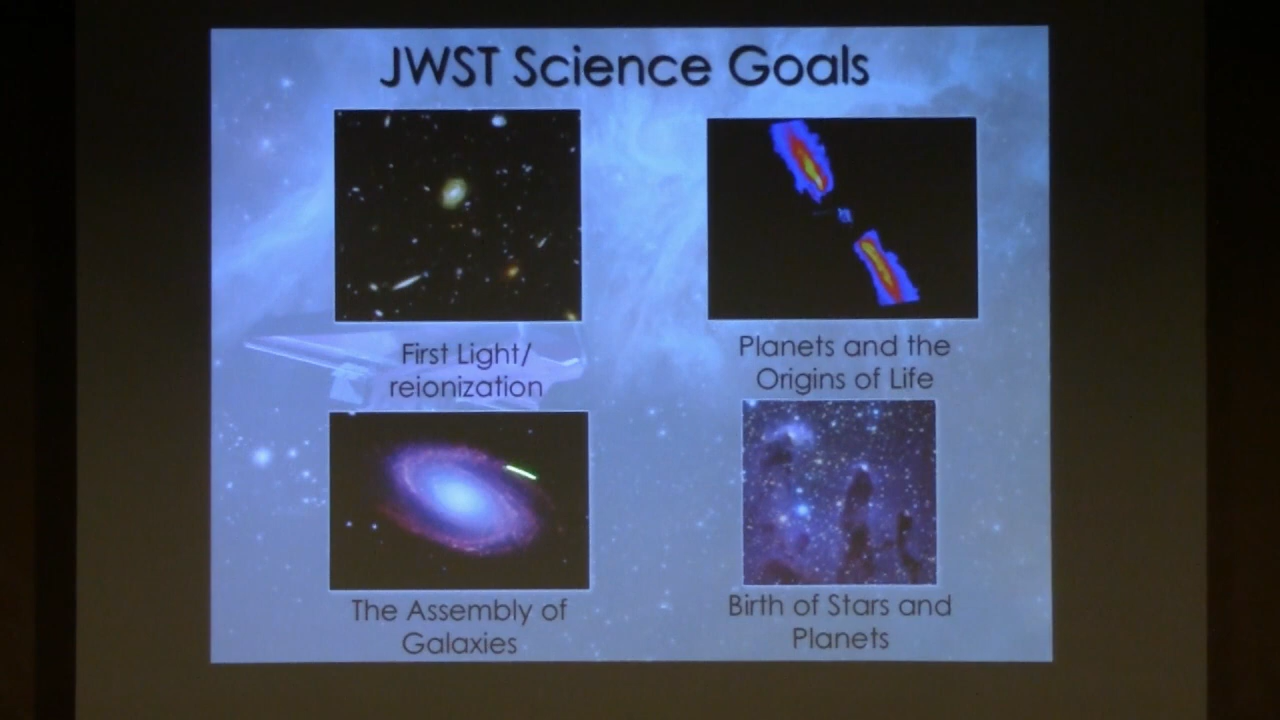 JWST Science Goals
First Light/
reionization
Planets and the
Origins of Life
The Assembly of
Galaxies
Birth of Stars and
Planets